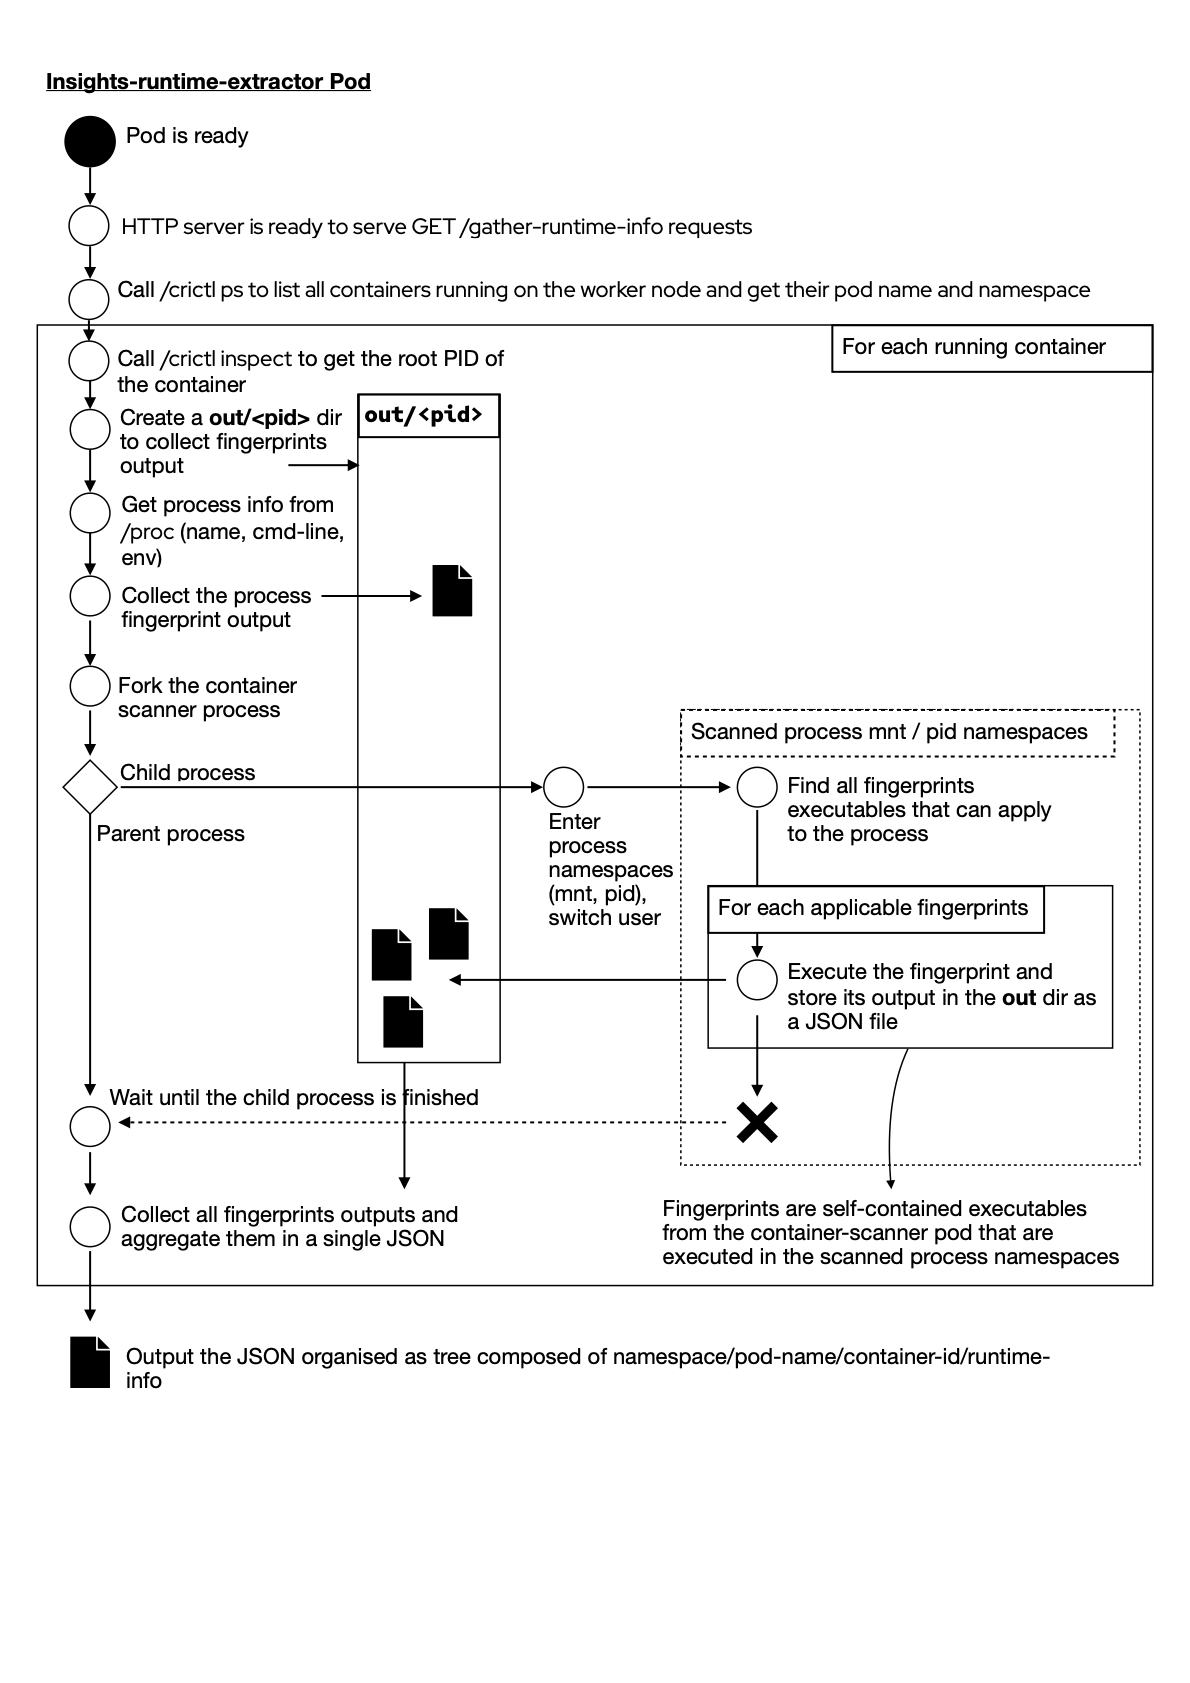 Insights-runtime-extractor Pod
Pod is ready
HTTP server is ready to serve GET /gather-runtime-info requests
Call /crictl ps to list all containers running on the worker node and get their pod name and namespace
For each running container
Call /crictl inspect to get the root PID of
the container
Create a out/<pid> dir
to collect fingerprints
output
out/<pid>
Get process info from
/proc (name, cmd-line,
env)
Collect the process
fingerprint output
Fork the container
scanner process
Scanned process mnt / pid namespaces
Child process
Parent process
Enter
process
namespaces
(mnt, pid),
switch user
Find all fingerprints
executables that can apply
to the process
For each applicable fingerprints
Execute the fingerprint and
store its output in the out dir as
a JSON file
Wait until the child process is finished
Collect all fingerprints outputs and
aggregate them in a single JSON
Fingerprints are self-contained executables
from the container-scanner pod that are
executed in the scanned process namespaces
Output the JSON organised as tree composed of namespace/pod-name/container-id/runtime-
info